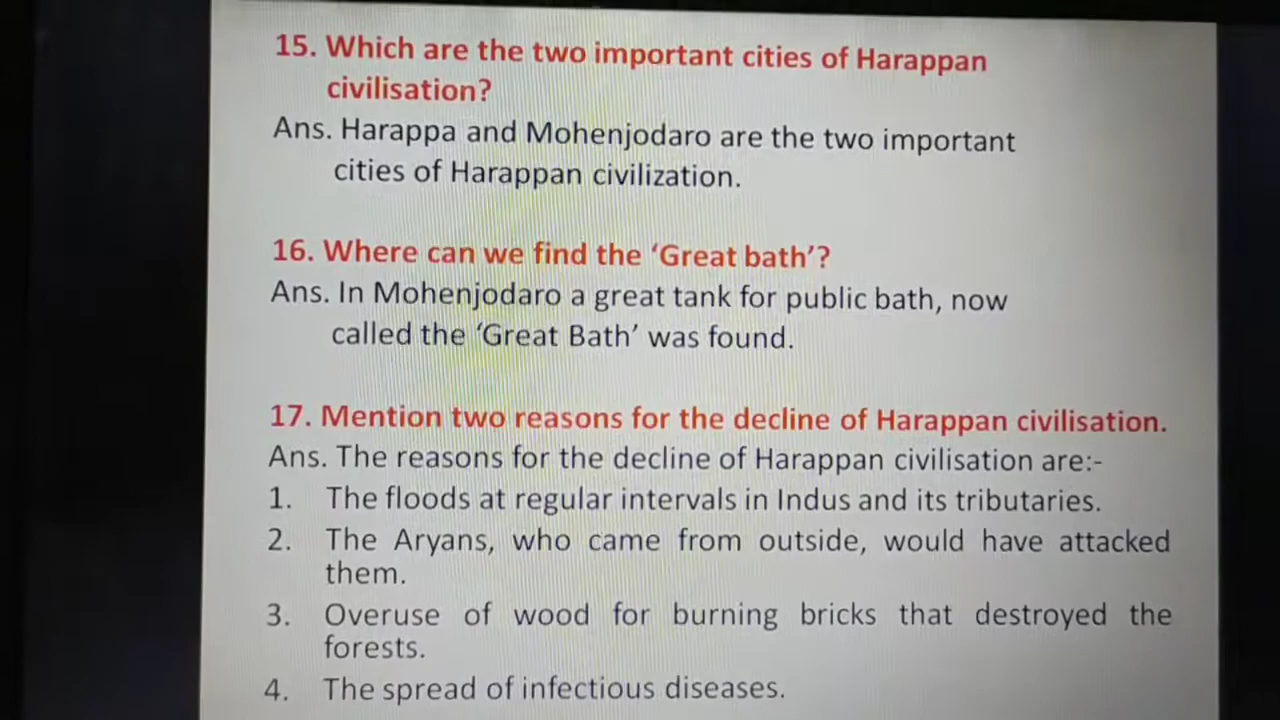 15. Which are the two important cities of Harappan
civilisation?
Ans. Harappa and Mohenjodaro are the two important
cities of Harappan civilization.
16. Where can we find the ‘Great bath’?
Ans. In Mohenjodaro a great tank for public bath, now
called the ‘Great Bath’ was found.
17. Mention two reasons for the decline of Harappan civilisation.
Ans. The reasons for the decline of Harappan civilisation are:-
1. The floods at regular intervals in Indus and its tributaries.
2. The Aryans, who came from outside, would have attacked
them.
3. Overuse of wood for burning bricks that destroyed the
forests.
4. The spread of infectious diseases.